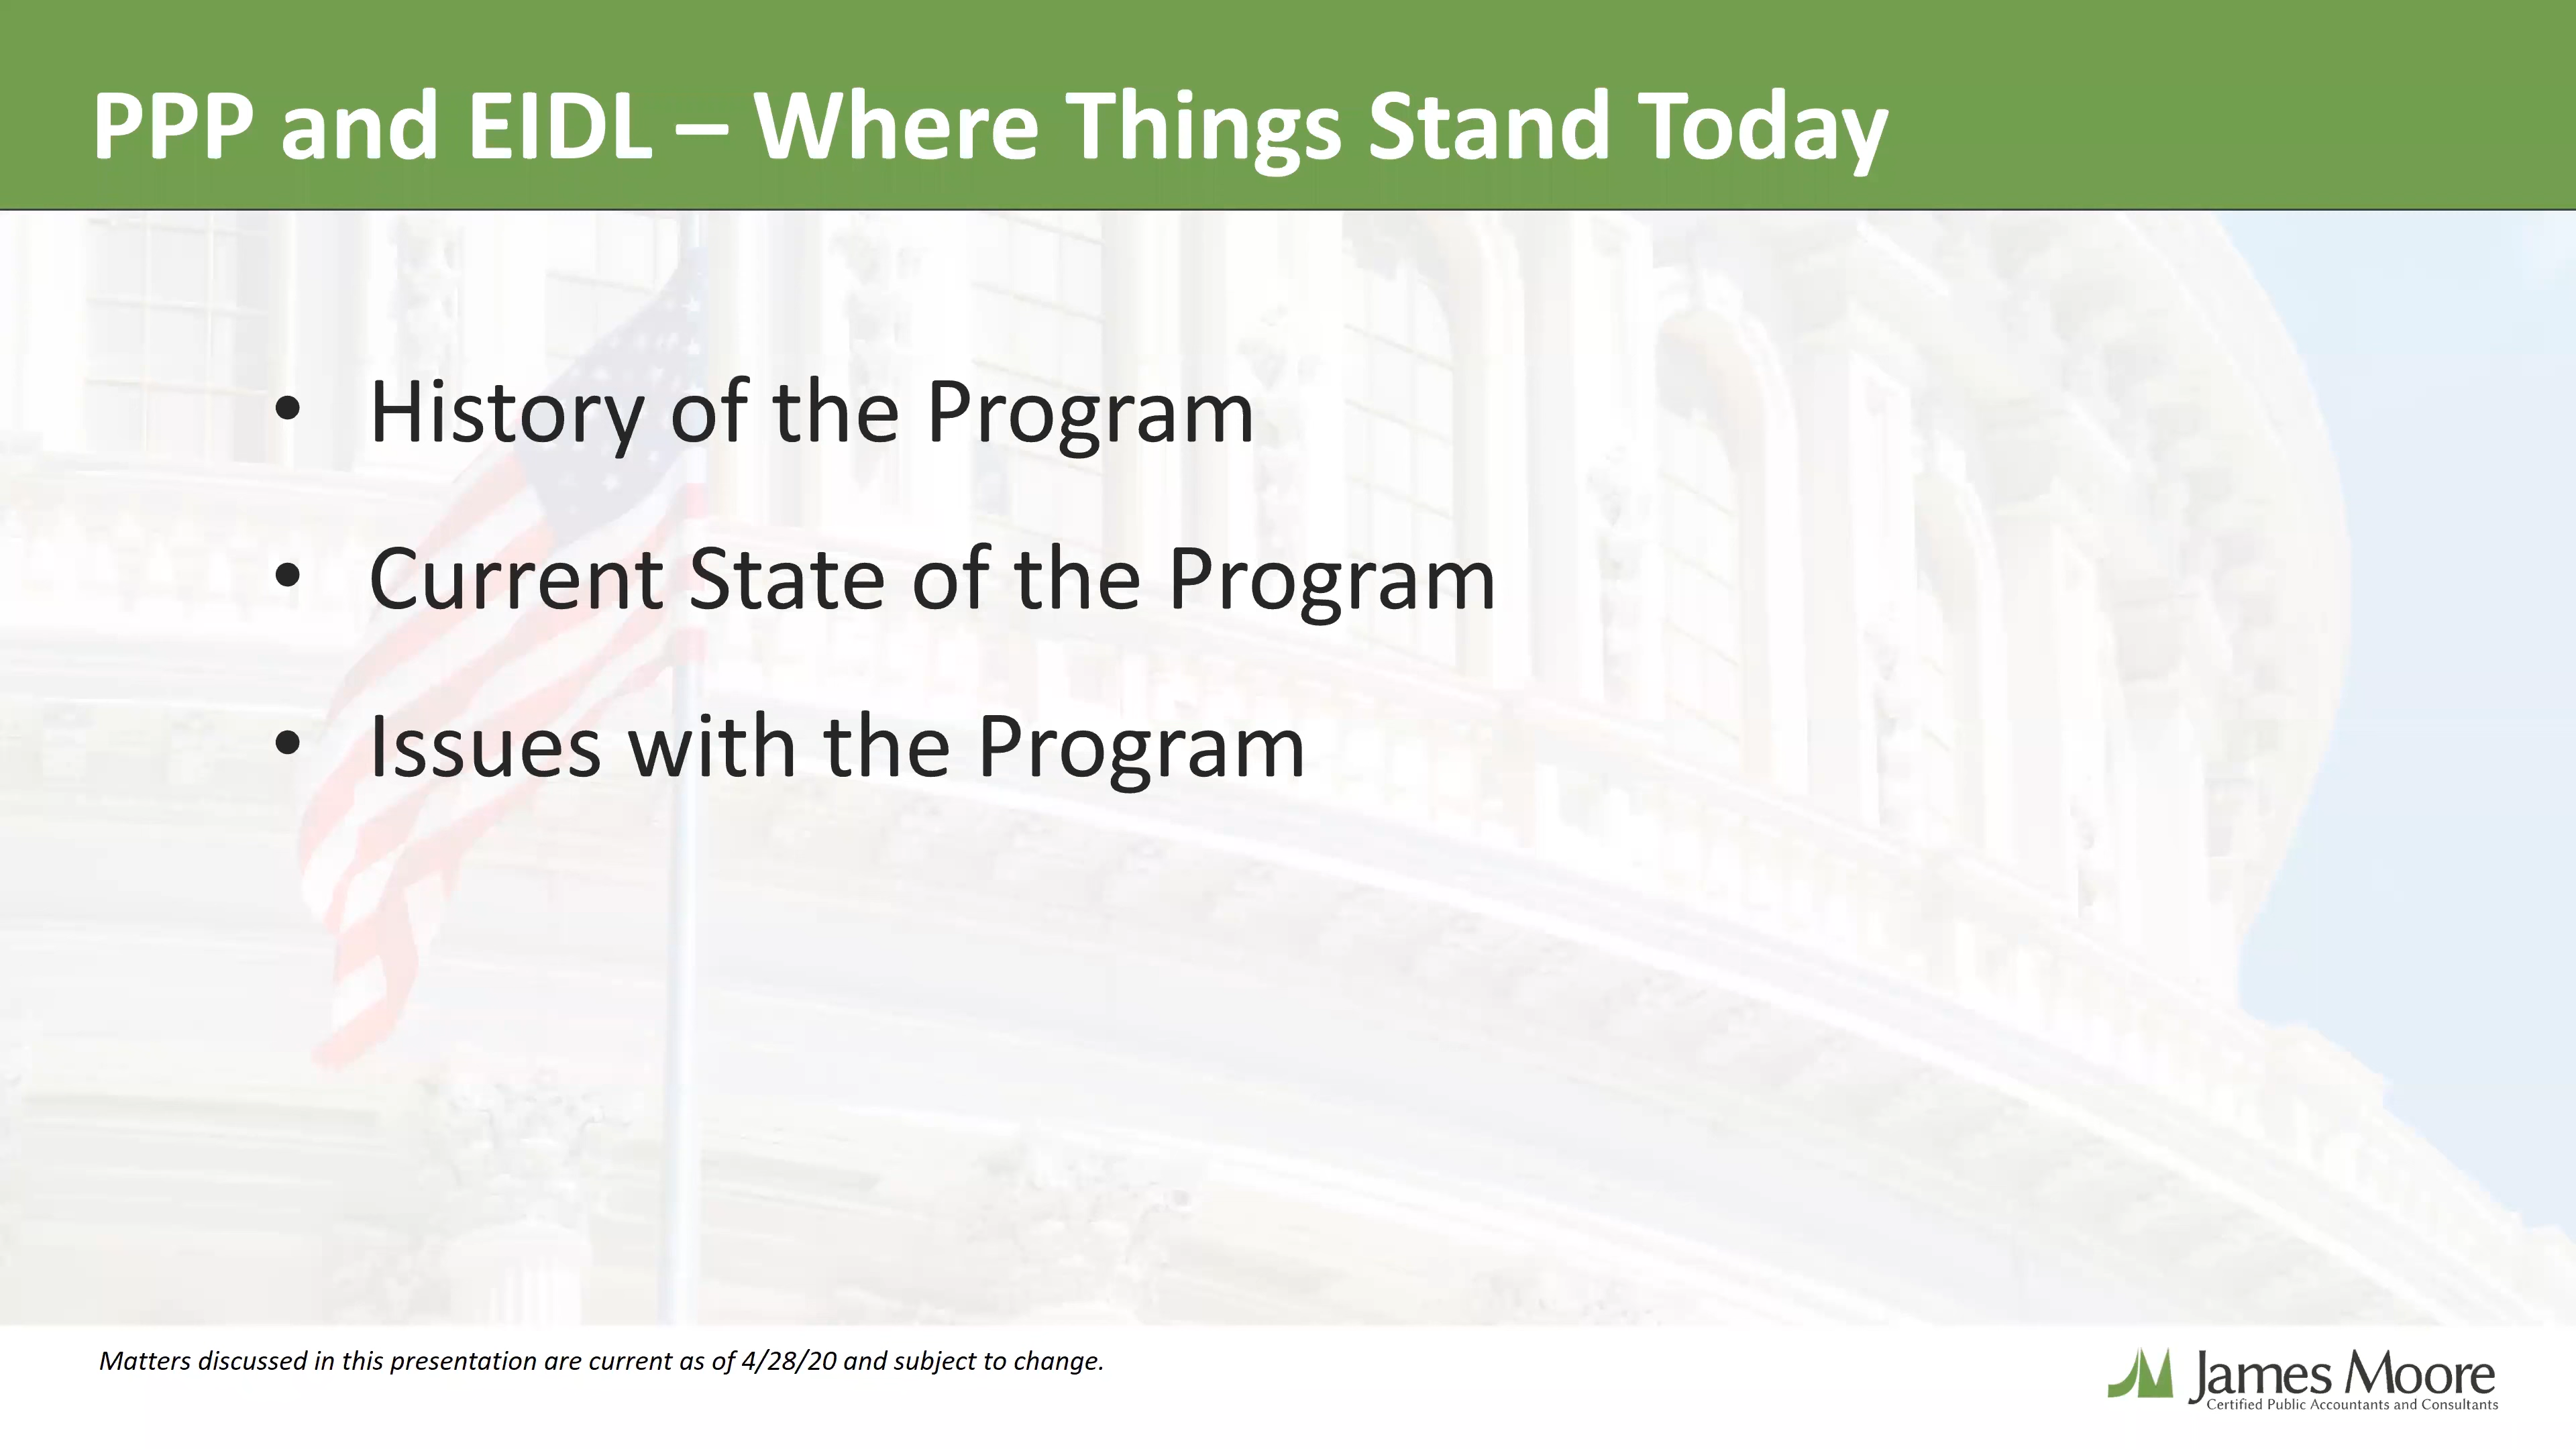 PPP and EIDL – Where Things Stand Today
• History of the Program
• Current State of the Program
• Issues with the Program
Matters discussed in this presentation are current as of 4/28/20 and subject to change.
James Moore
Certified Public Accountants and Consultants